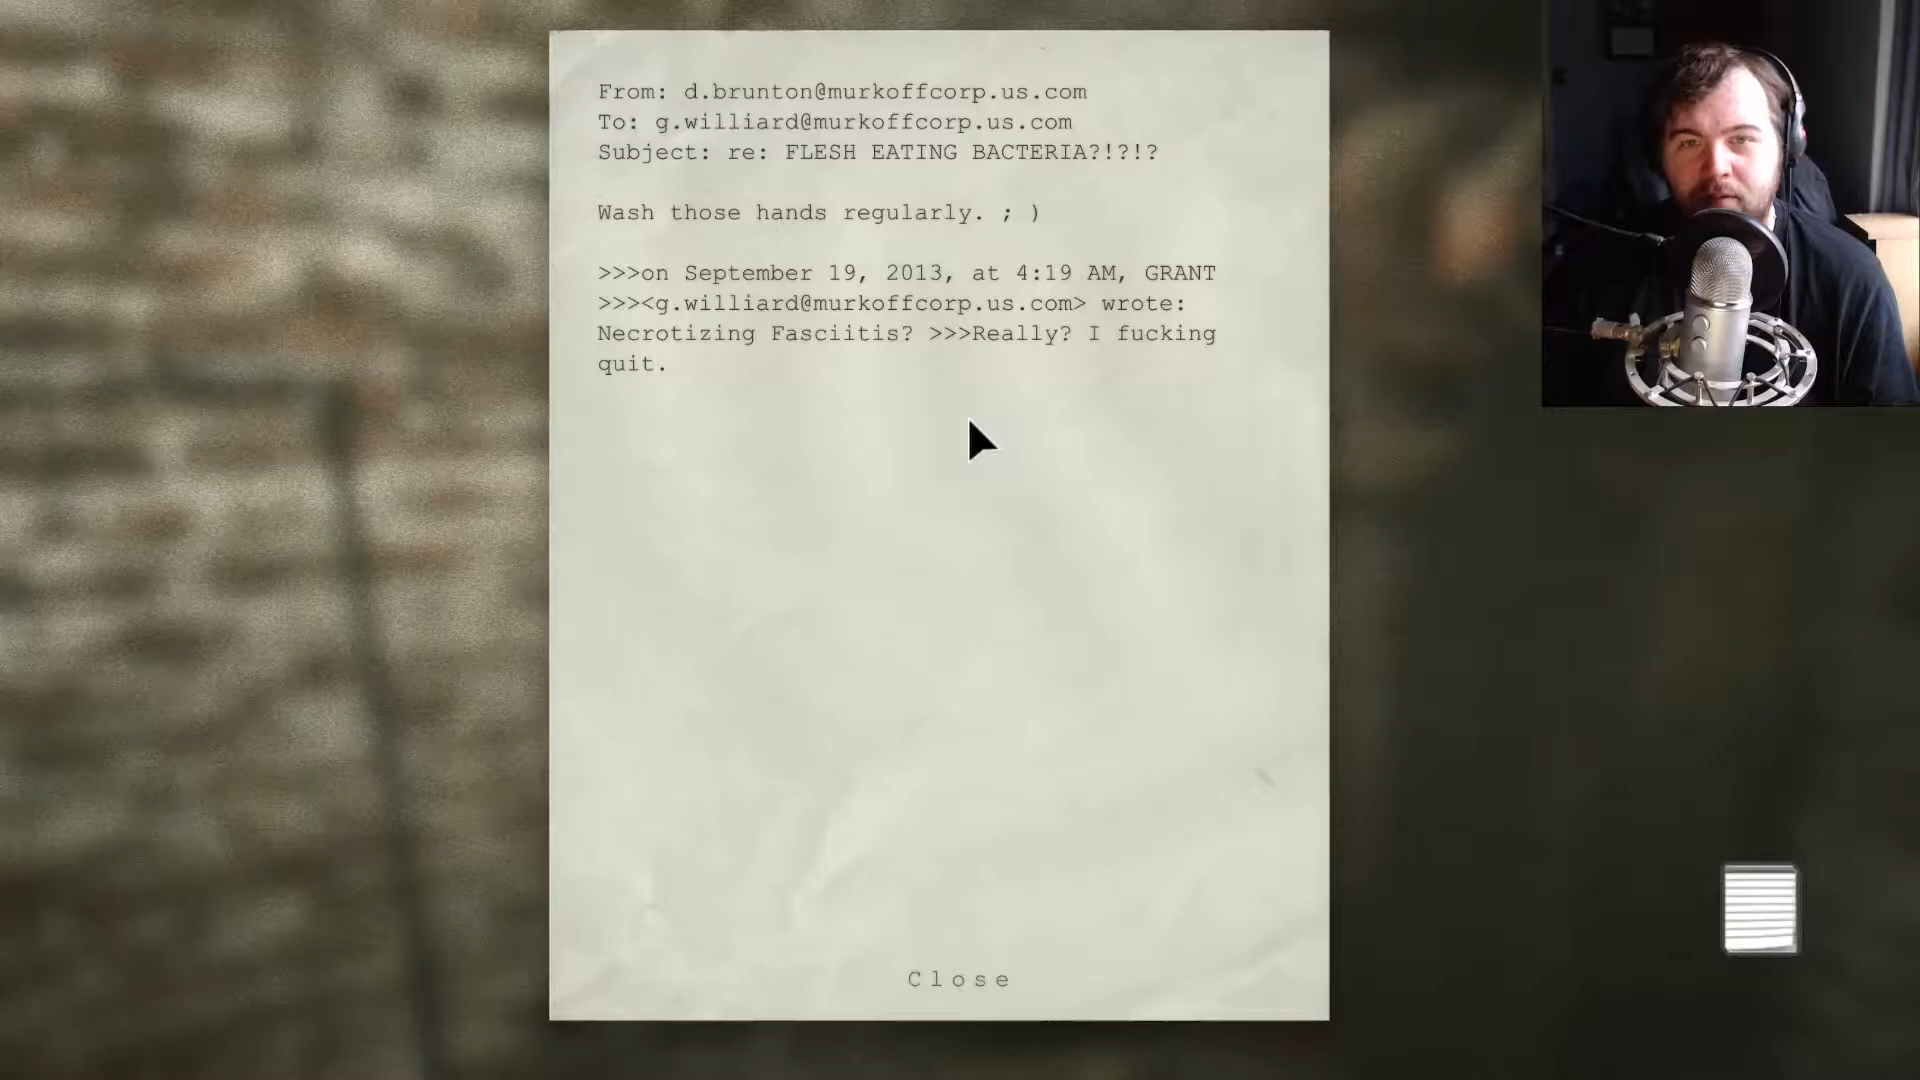 From: d.brunton@murkoffcorp.us.com
To: g.williard@murkoffcorp.us.com
Subject: re: FLESH EATING BACTERIA?!?!?
Wash those hands regularly. ; )
>>>on September 19, 2013, at 4:19 AM, GRANT
>>><g.williard@murkoffcorp.us.com> wrote:
Necrotizing Fasciitis? >>>Really? I fucking
quit.
Close